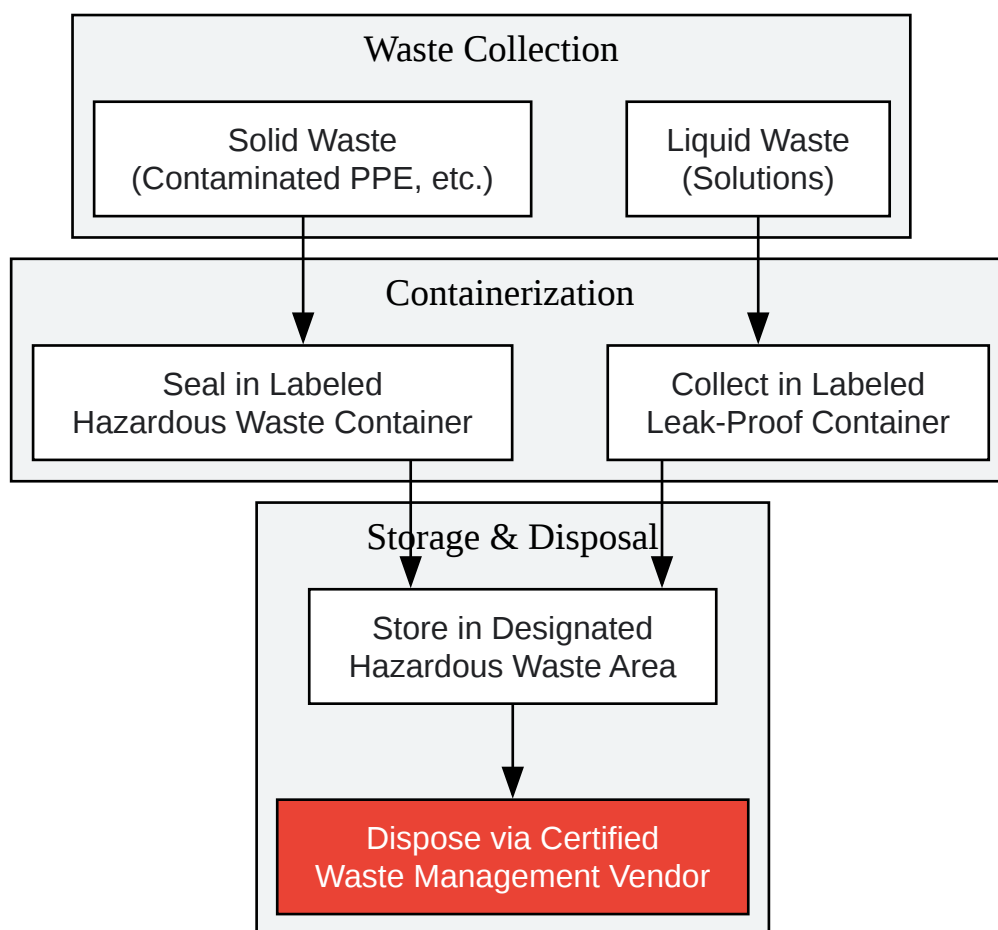 Waste Collection
Solid Waste
(Contaminated PPE, etc.)
Liquid Waste
(Solutions)
Containerization
Seal in Labeled
Hazardous Waste Container
Collect in Labeled
Leak-Proof Container
Storage & Disposal
Store in Designated
Hazardous Waste Area
Dispose via Certified
Waste Management Vendor